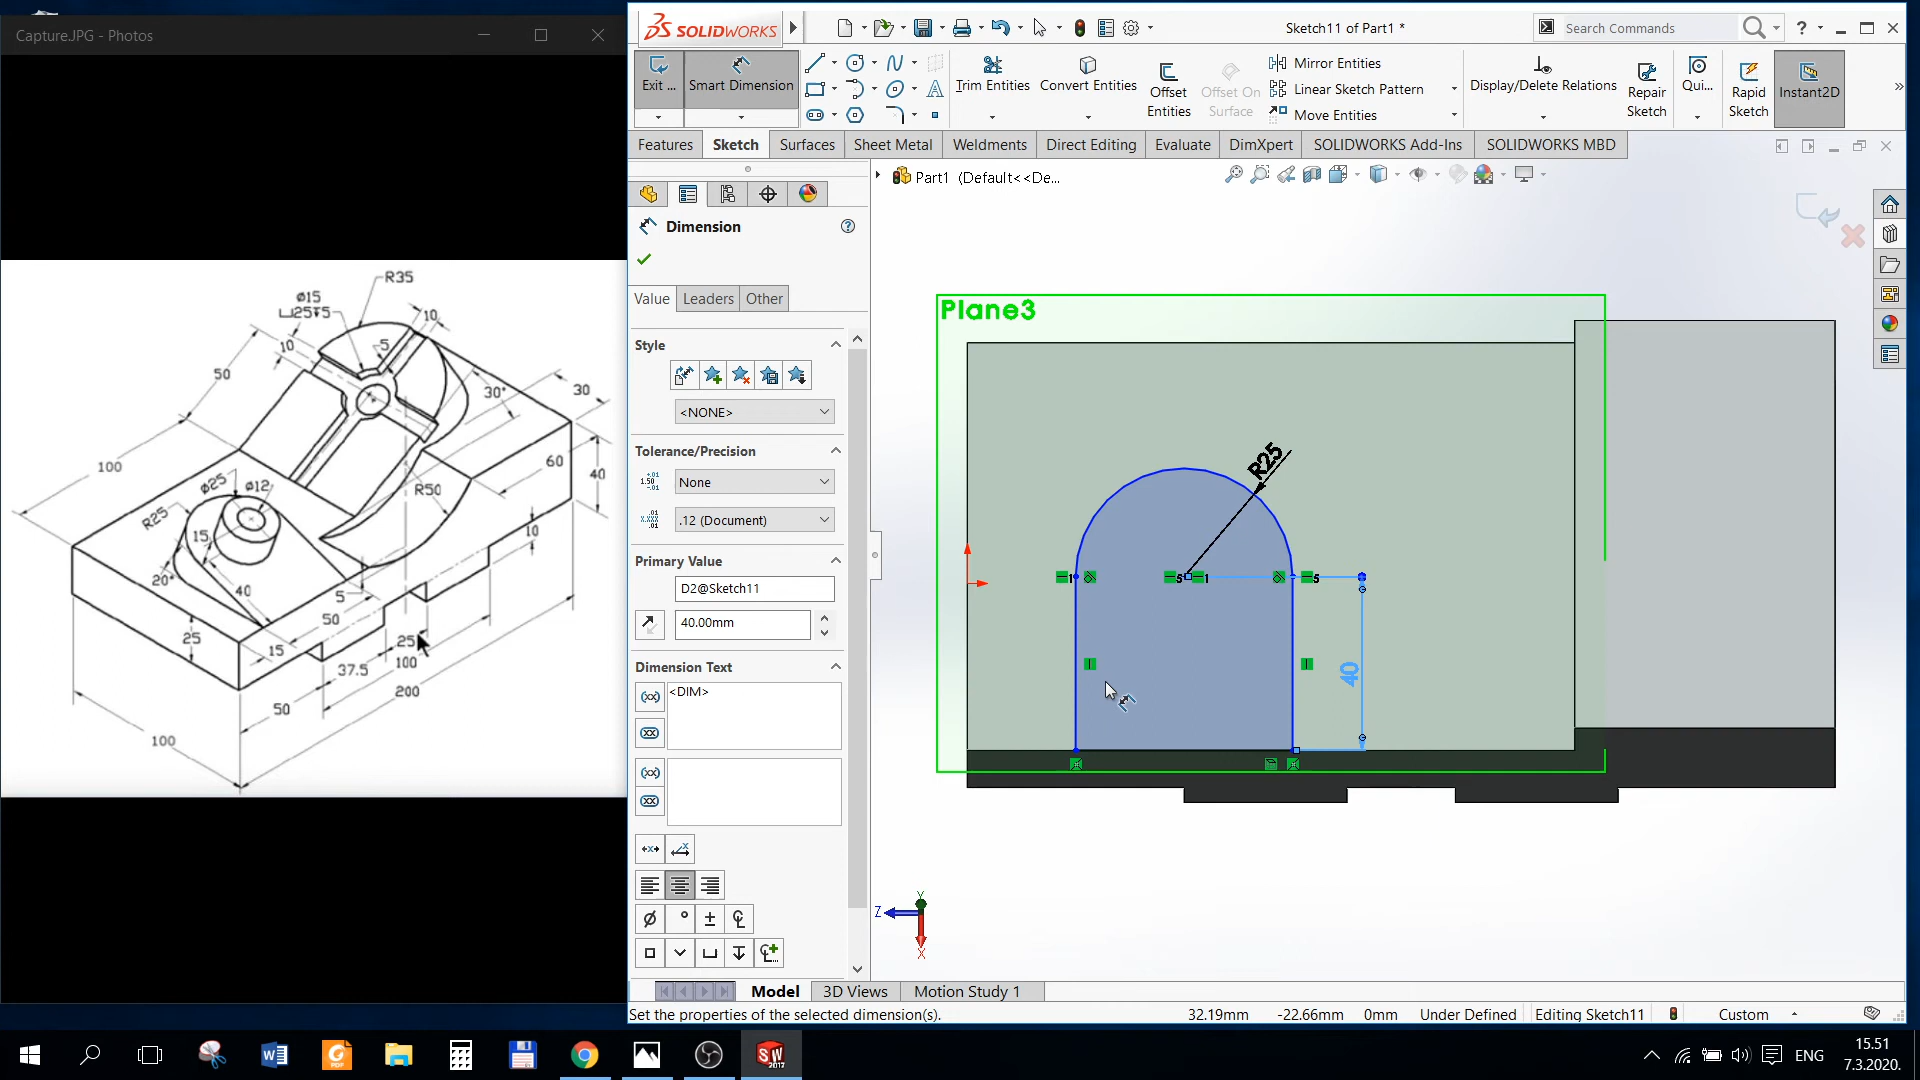 Capture.JPG - Photos
R35
ø15
⌴25↧5
10
10
5
50
30°
30
100
60
40
ø25
ø12
R50
R25
15
10
20°
40
5
50
25
25
15
37.5
100
200
50
100
SOLIDWORKS
Sketch11 of Part1 *
Search Commands
Exit ...
Smart Dimension
Trim Entities
Convert Entities
Offset Entities
Offset On Surface
Mirror Entities
Linear Sketch Pattern
Move Entities
Display/Delete Relations
Repair Sketch
Qui...
Rapid Sketch
Instant2D
Features
Sketch
Surfaces
Sheet Metal
Weldments
Direct Editing
Evaluate
DimXpert
SOLIDWORKS Add-Ins
SOLIDWORKS MBD
Part1 (Default<<De...
Dimension
Value
Leaders
Other
Style
<NONE>
Tolerance/Precision
None
.12 (Document)
Primary Value
D2@Sketch11
40.00mm
Dimension Text
<DIM>
Plane3
R25
1
5
1
5
40
Y
Z
X
Model
3D Views
Motion Study 1
Set the properties of the selected dimension(s).
32.19mm
-22.66mm
0mm
Under Defined
Editing Sketch11
Custom
ENG
15.51
7.3.2020.